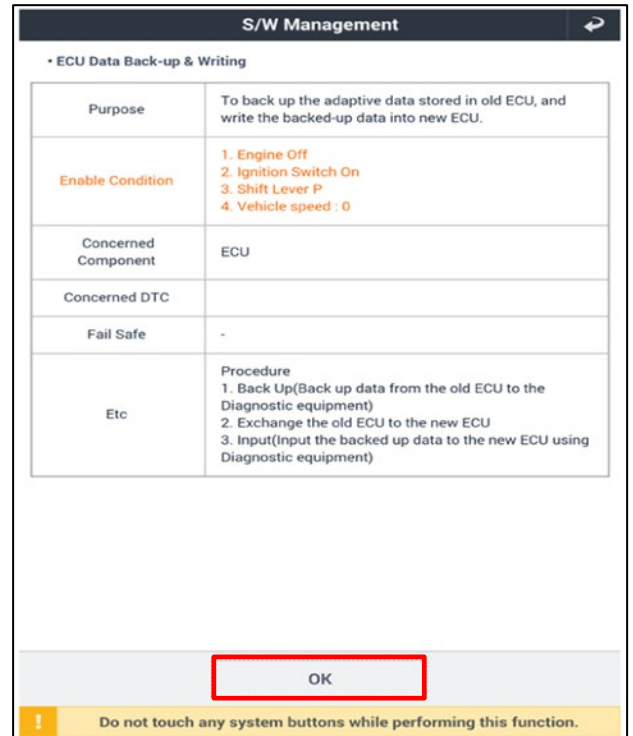 S/W Management
• ECU Data Back-up & Writing
Purpose
To back up the adaptive data stored in old ECU, and
write the backed-up data into new ECU.
Enable Condition
1. Engine Off
2. Ignition Switch On
3. Shift Lever P
4. Vehicle speed : 0
Concerned
Component
ECU
Concerned DTC
Fail Safe
-
Etc
Procedure
1. Back Up(Back up data from the old ECU to the
Diagnostic equipment)
2. Exchange the old ECU to the new ECU
3. Input(Input the backed up data to the new ECU using
Diagnostic equipment)
OK
! Do not touch any system buttons while performing this function.